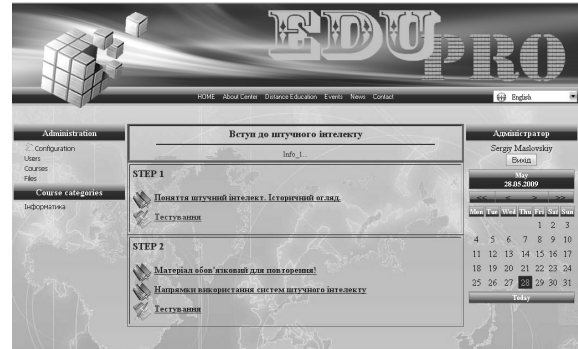 EDU
PRO
HOME About Center Distance Education Events News Contact
English
Administration
Configuration
Users
Courses
Files
Course categories
Інформатика
Вступ до штучного інтелекту
Info_1...
STEP 1
Поняття штучний інтелект. Історичний огляд.
Тестування
STEP 2
Матеріал обов'язковий для повторення!
Напрямки використання систем штучного інтелекту
Тестування
Адміністратор
Sergiy Maslovskiy
Вихід
May
28.05.2009
<< < > >>
Mon Tue Wed Thu Fri Sat Sun
1 2 3
4 5 6 7 8 9 10
11 12 13 14 15 16 17
18 19 20 21 22 23 24
25 26 27 28 29 30 31
Today